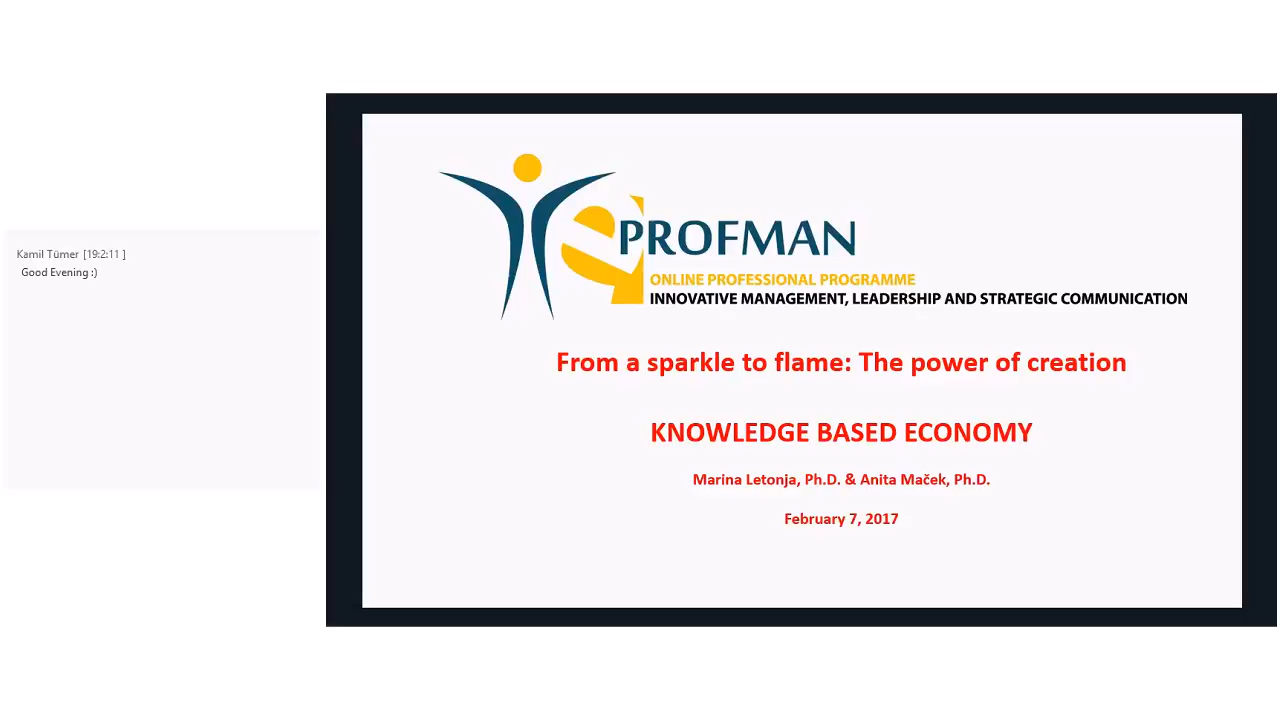 Kamil Tümer [19:2:11 ]
Good Evening :)
ePROFMAN
ONLINE PROFESSIONAL PROGRAMME
INNOVATIVE MANAGEMENT, LEADERSHIP AND STRATEGIC COMMUNICATION
From a sparkle to flame: The power of creation
KNOWLEDGE BASED ECONOMY
Marina Letonja, Ph.D. & Anita Maček, Ph.D.
February 7, 2017